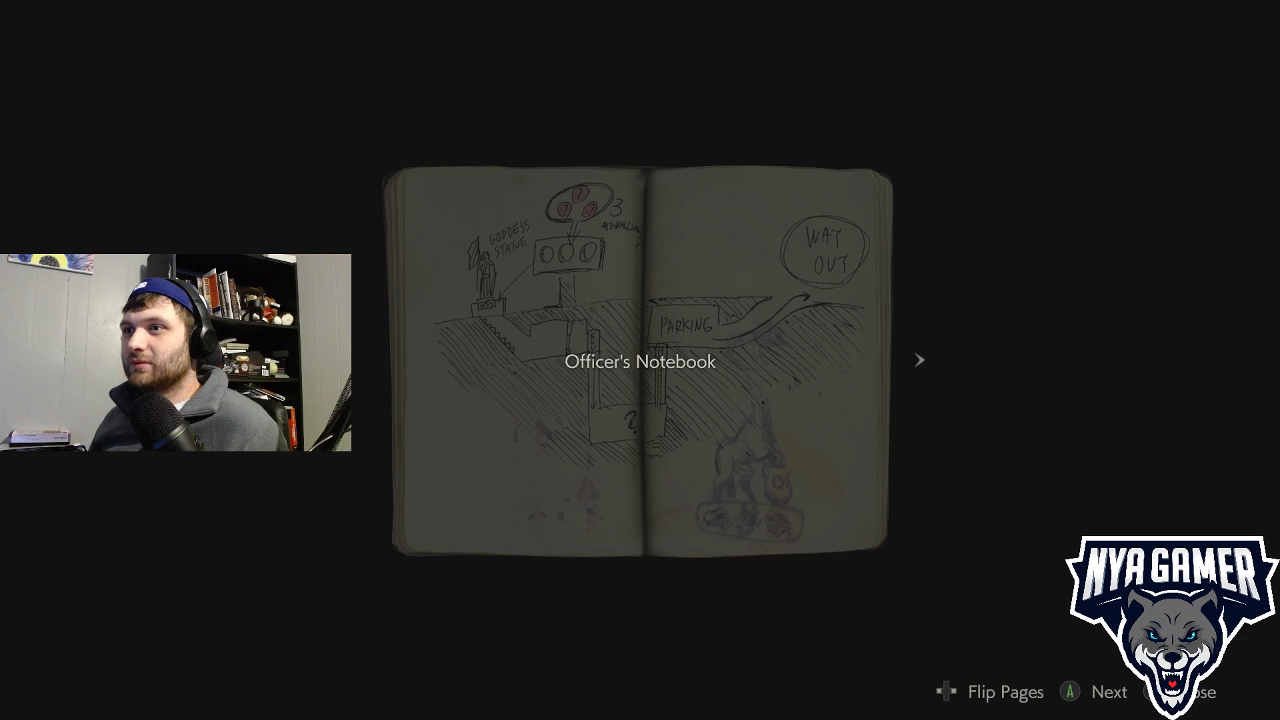 3
GODDESS
STATUE
WAY
OUT
PARKING
?
Officer's Notebook
NYA GAMER
Flip Pages
A Next